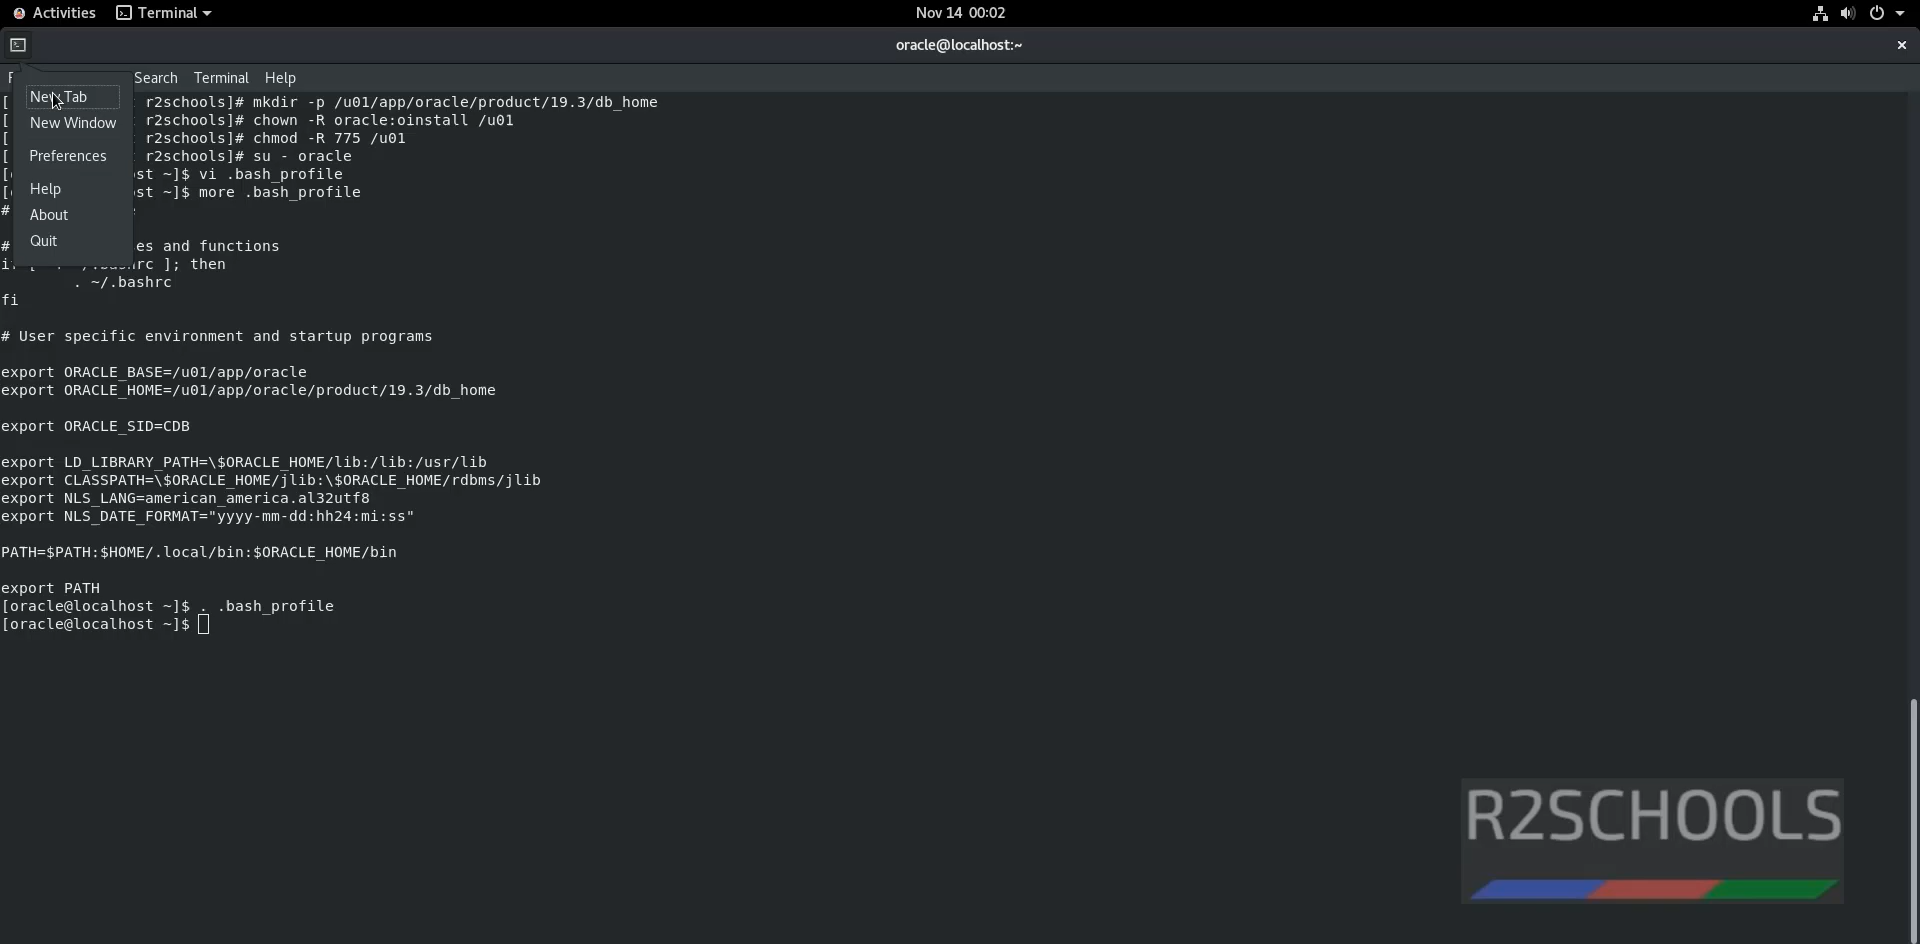 Activities
Terminal
Nov 14 00:02
oracle@localhost:~
Search Terminal Help
New Tab
New Window
Preferences
Help
About
Quit
r2schools]# mkdir -p /u01/app/oracle/product/19.3/db_home
r2schools]# chown -R oracle:oinstall /u01
r2schools]# chmod -R 775 /u01
r2schools]# su - oracle
st ~]$ vi .bash_profile
st ~]$ more .bash_profile
#
# es and functions
]; then
. ~/.bashrc
fi
# User specific environment and startup programs
export ORACLE_BASE=/u01/app/oracle
export ORACLE_HOME=/u01/app/oracle/product/19.3/db_home
export ORACLE_SID=CDB
export LD_LIBRARY_PATH=\$ORACLE_HOME/lib:/lib:/usr/lib
export CLASSPATH=\$ORACLE_HOME/jlib:\$ORACLE_HOME/rdbms/jlib
export NLS_LANG=american_america.al32utf8
export NLS_DATE_FORMAT="yyyy-mm-dd:hh24:mi:ss"
PATH=$PATH:$HOME/.local/bin:$ORACLE_HOME/bin
export PATH
[oracle@localhost ~]$ . .bash_profile
[oracle@localhost ~]$
R2SCHOOLS